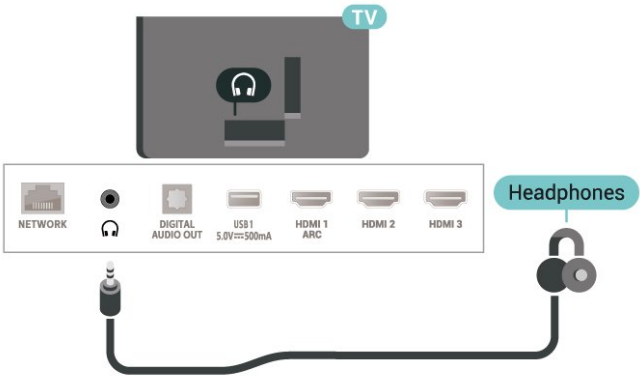 TV
NETWORK
DIGITAL
AUDIO OUT
USB 1
5.0V⎓500mA
HDMI 1
ARC
HDMI 2
HDMI 3
Headphones